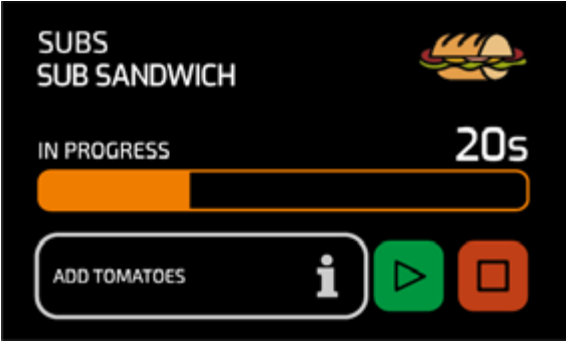 SUBS
SUB SANDWICH
IN PROGRESS
20s
ADD TOMATOES
i